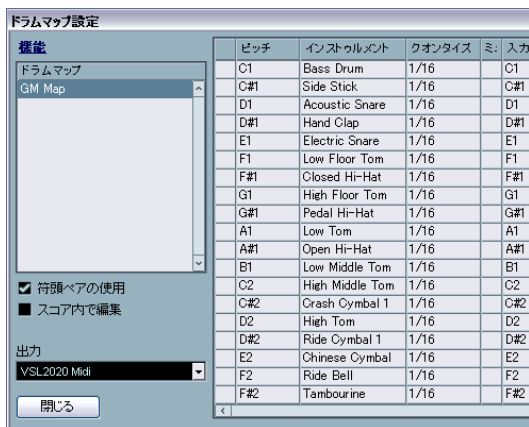 ドラムマップ設定
機能
ドラムマップ
GM Map
符頭ペアの使用
スコア内で編集
出力
VSL2020 Midi
閉じる
ピッチ インストゥルメント クオンタイズ ミ: 入力
C1 Bass Drum 1/16 C1
C#1 Side Stick 1/16 C#1
D1 Acoustic Snare 1/16 D1
D#1 Hand Clap 1/16 D#1
E1 Electric Snare 1/16 E1
F1 Low Floor Tom 1/16 F1
F#1 Closed Hi-Hat 1/16 F#1
G1 High Floor Tom 1/16 G1
G#1 Pedal Hi-Hat 1/16 G#1
A1 Low Tom 1/16 A1
A#1 Open Hi-Hat 1/16 A#1
B1 Low Middle Tom 1/16 B1
C2 High Middle Tom 1/16 C2
C#2 Crash Cymbal 1 1/16 C#2
D2 High Tom 1/16 D2
D#2 Ride Cymbal 1 1/16 D#2
E2 Chinese Cymbal 1/16 E2
F2 Ride Bell 1/16 F2
F#2 Tambourine 1/16 F#2